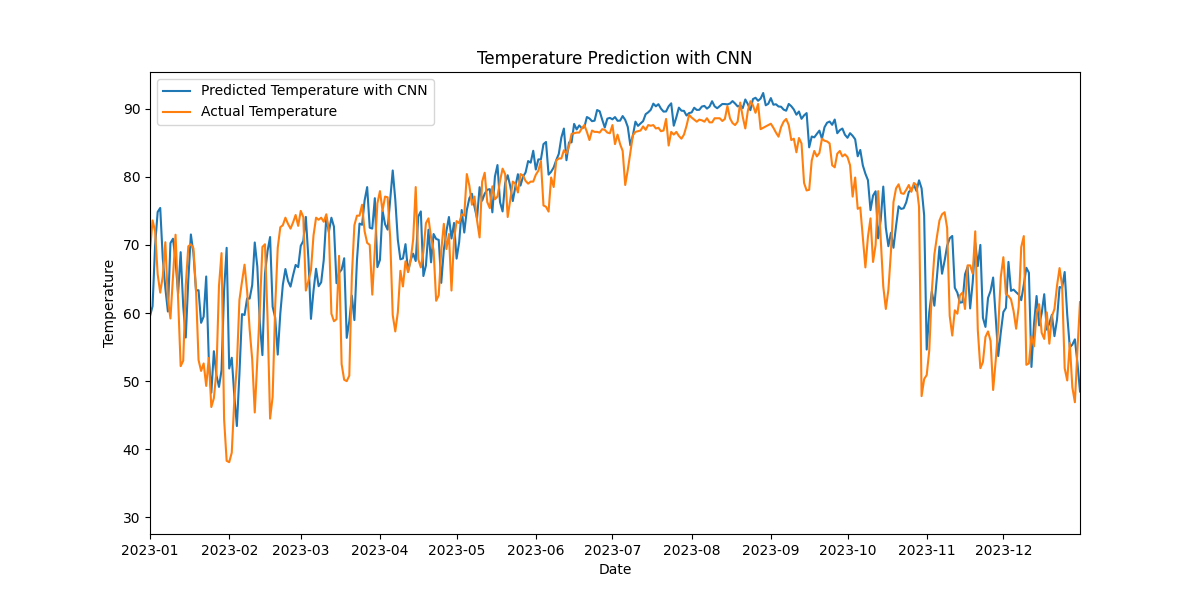 Temperature Prediction with CNN
Predicted Temperature with CNN
Actual Temperature
90
80
70
60
50
40
30
Temperature
2023-01 2023-02 2023-03 2023-04 2023-05 2023-06 2023-07 2023-08 2023-09 2023-10 2023-11 2023-12
Date